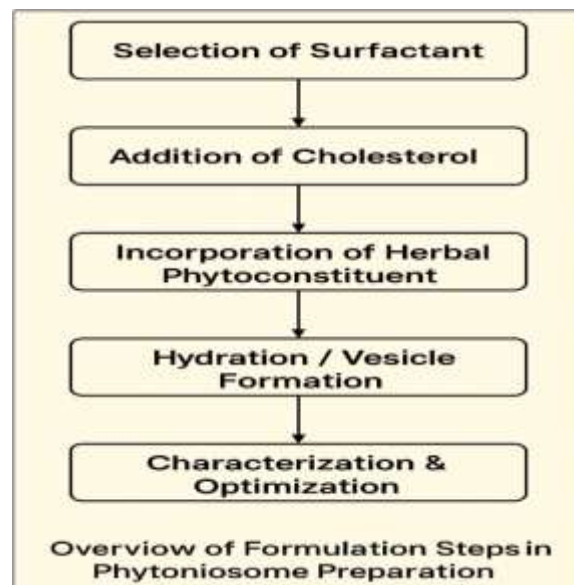 Selection of Surfactant
Addition of Cholesterol
Incorporation of Herbal
Phytoconstituent
Hydration / Vesicle
Formation
Characterization &
Optimization
Overviow of Formulation Steps in
Phytoniosome Preparation